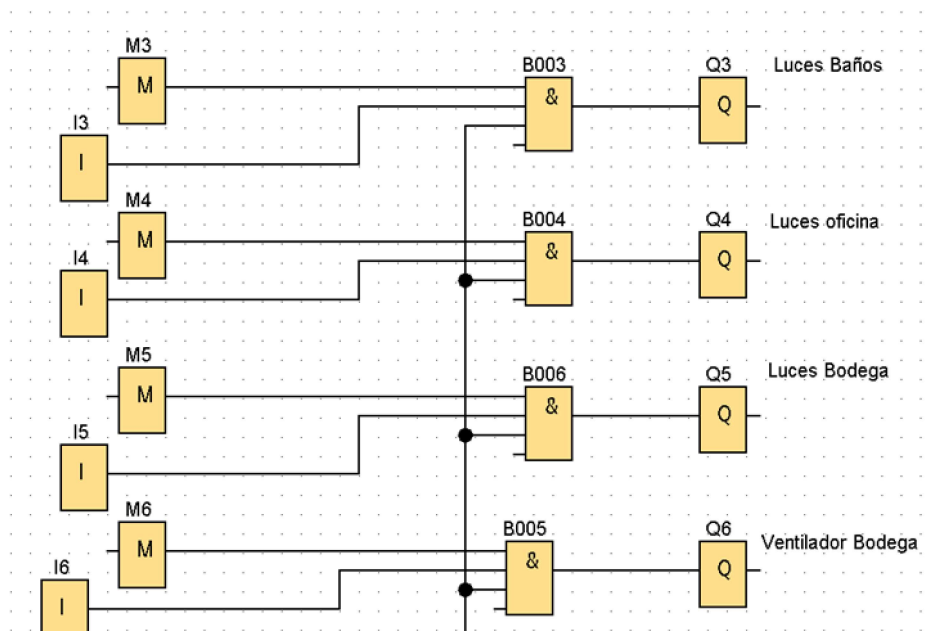 M3
M
B003
&
Q3
Q
Luces Baños
I3
I
M4
M
B004
&
Q4
Q
Luces oficina
I4
I
M5
M
B006
&
Q5
Q
Luces Bodega
I5
I
M6
M
B005
&
Q6
Q
Ventilador Bodega
I6
I